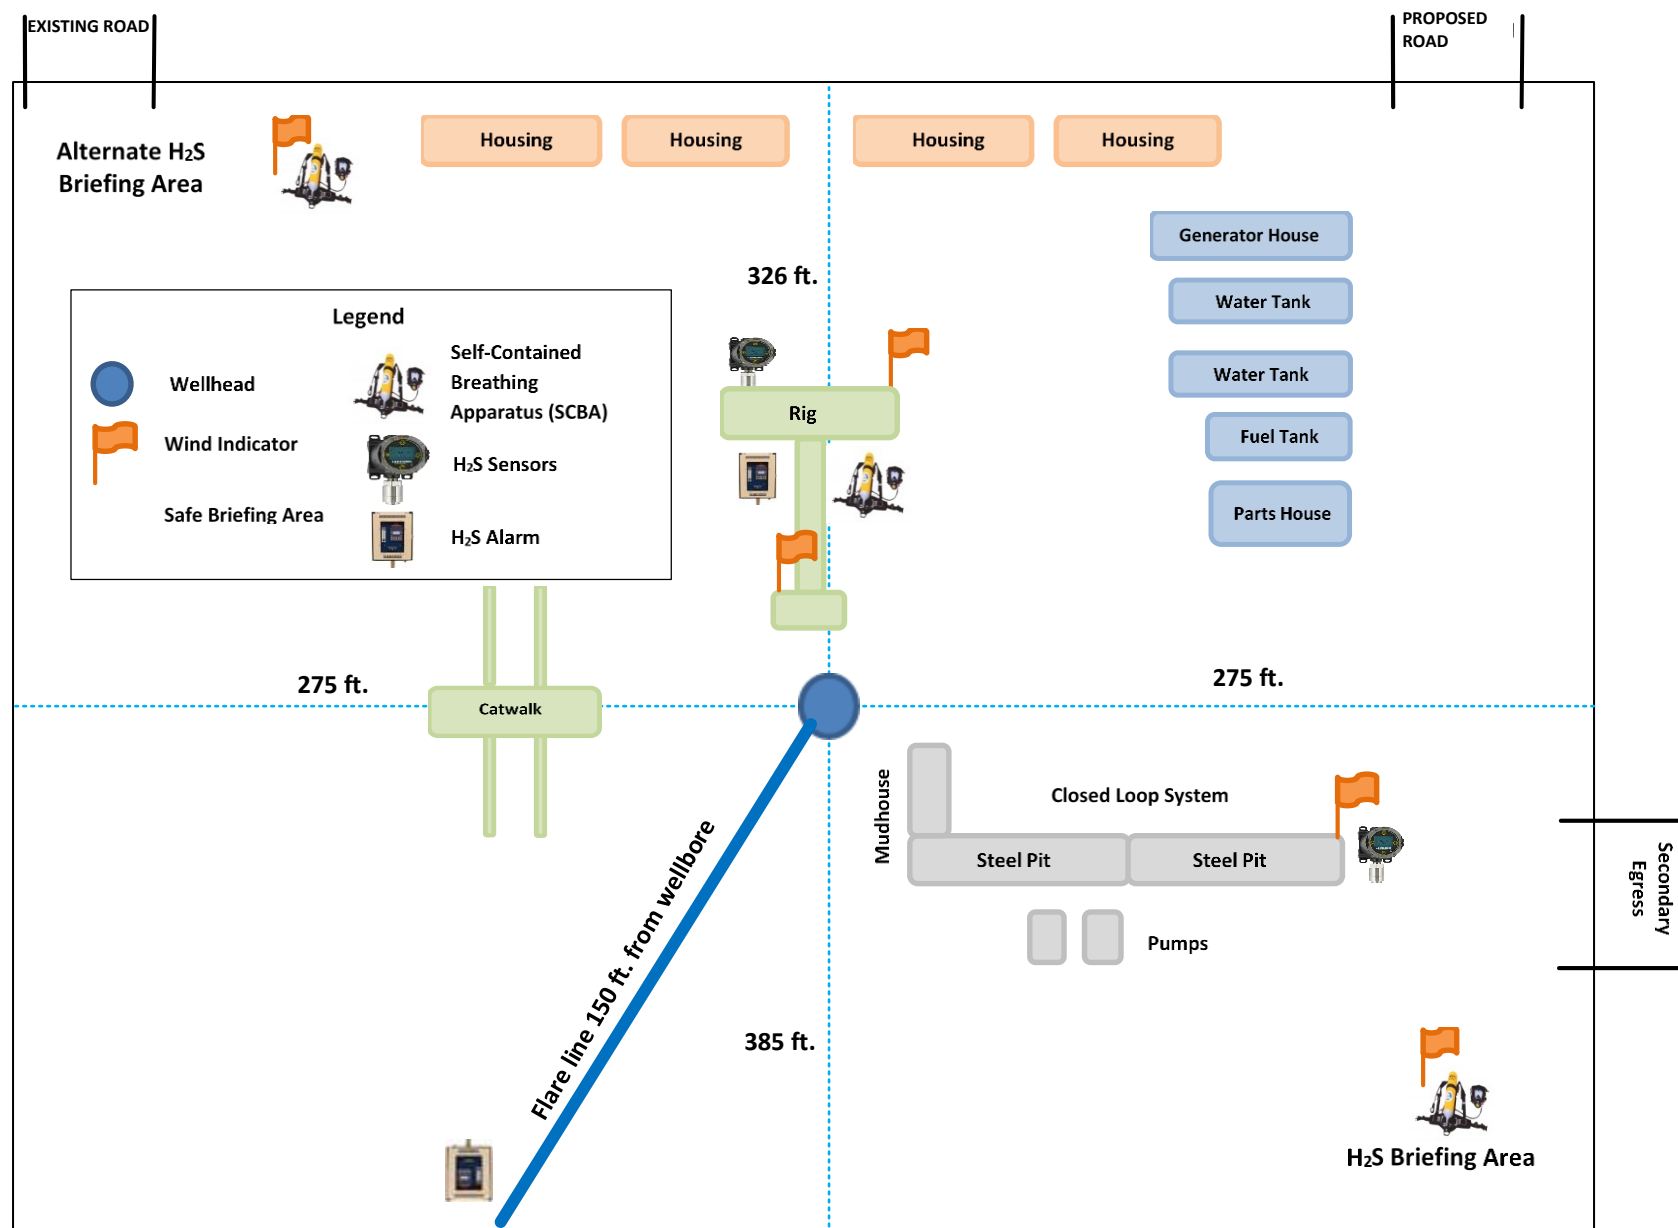 EXISTING ROAD
PROPOSED
ROAD
Alternate H2S
Briefing Area
Housing
Housing
Housing
Housing
Generator House
326 ft.
Water Tank
Legend
Wellhead
Wind Indicator
Safe Briefing Area
Self-Contained
Breathing
Apparatus (SCBA)
H2S Sensors
H2S Alarm
Rig
Water Tank
Fuel Tank
Parts House
275 ft.
275 ft.
Catwalk
Mudhouse
Closed Loop System
Steel Pit
Steel Pit
Secondary
Egress
Pumps
Flare line 150 ft. from wellbore
385 ft.
H2S Briefing Area